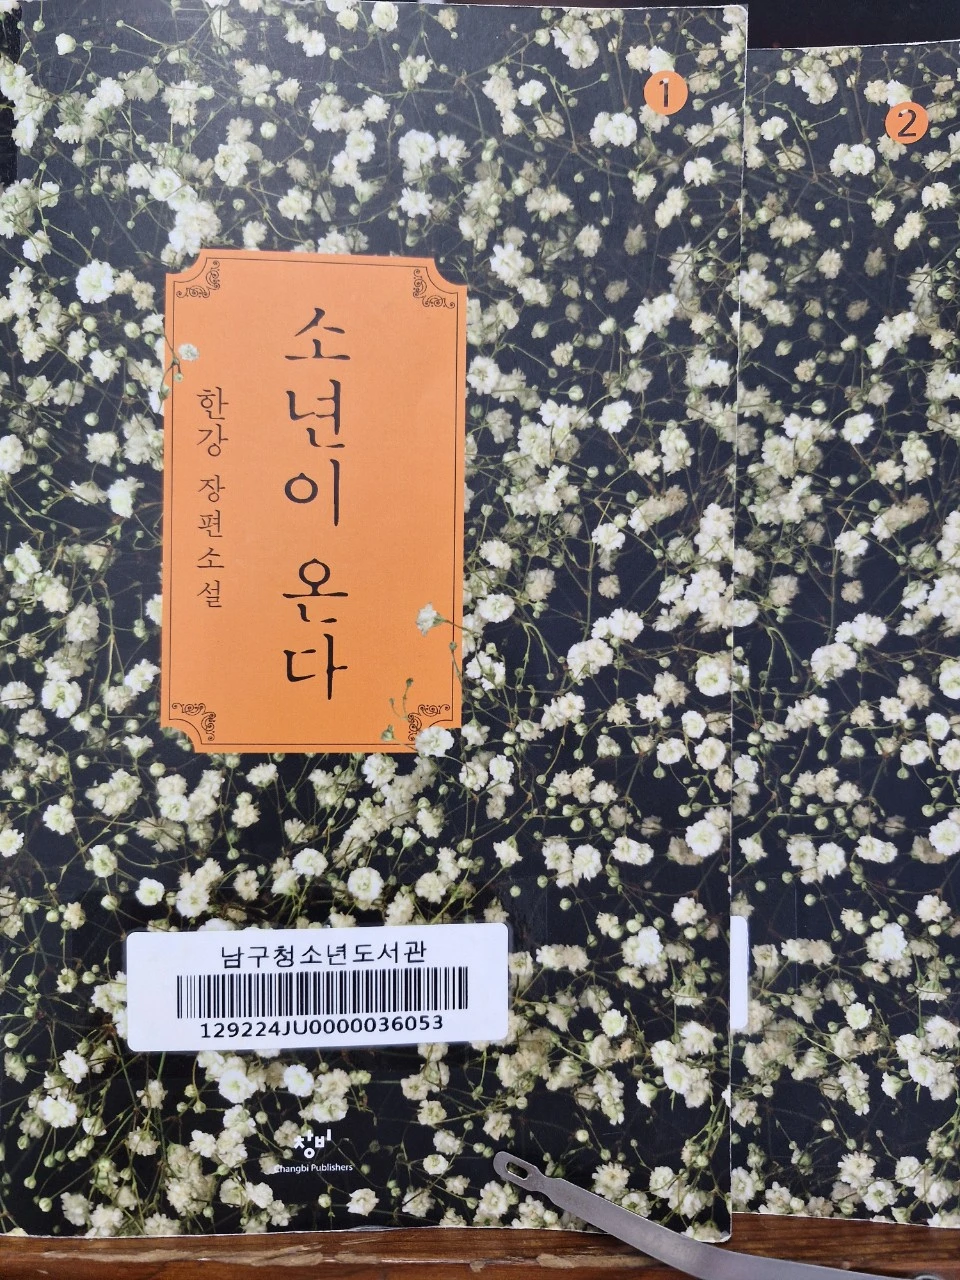 1
2
소년이 온다
한강 장편소설
남구청소년도서관
129224JU0000036053
창비
Changbi Publishers